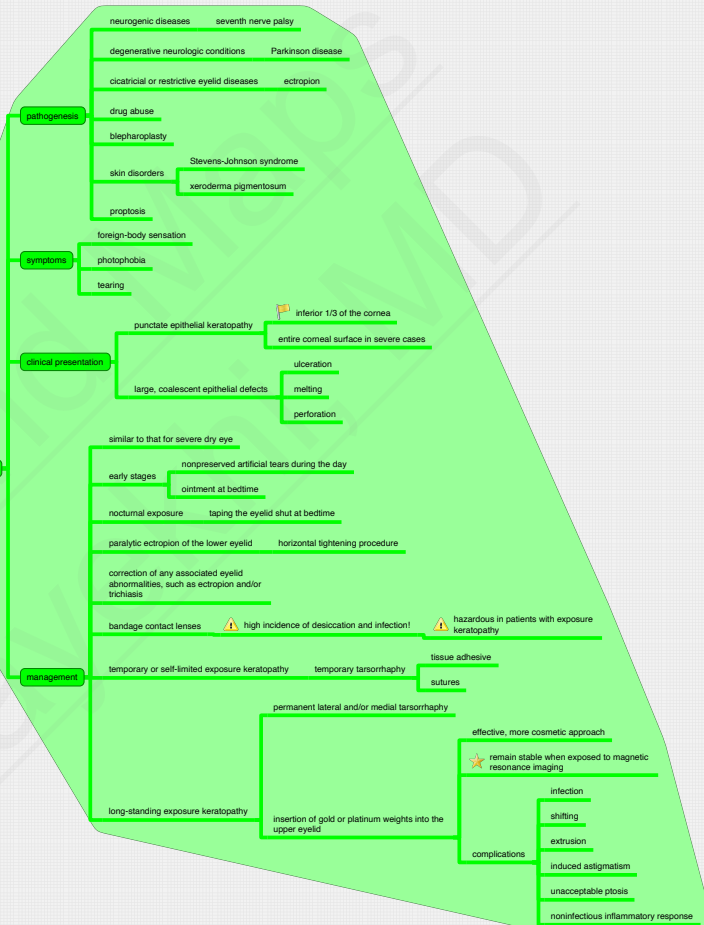 neurogenic diseases seventh nerve palsy
degenerative neurologic conditions Parkinson disease
cicatricial or restrictive eyelid diseases ectropion
pathogenesis
drug abuse
blepharoplasty
skin disorders
Stevens-Johnson syndrome
xeroderma pigmentosum
proptosis
symptoms
foreign-body sensation
photophobia
tearing
clinical presentation
punctate epithelial keratopathy
inferior 1/3 of the cornea
entire corneal surface in severe cases
large, coalescent epithelial defects
ulceration
melting
perforation
management
similar to that for severe dry eye
early stages
nonpreserved artificial tears during the day
ointment at bedtime
nocturnal exposure taping the eyelid shut at bedtime
paralytic ectropion of the lower eyelid horizontal tightening procedure
correction of any associated eyelid
abnormalities, such as ectropion and/or
trichiasis
bandage contact lenses high incidence of desiccation and infection!
hazardous in patients with exposure
keratopathy
temporary or self-limited exposure keratopathy temporary tarsorrhaphy
tissue adhesive
sutures
long-standing exposure keratopathy
permanent lateral and/or medial tarsorrhaphy
insertion of gold or platinum weights into the
upper eyelid
effective, more cosmetic approach
remain stable when exposed to magnetic
resonance imaging
complications
infection
shifting
extrusion
induced astigmatism
unacceptable ptosis
noninfectious inflammatory response
Maps
MD